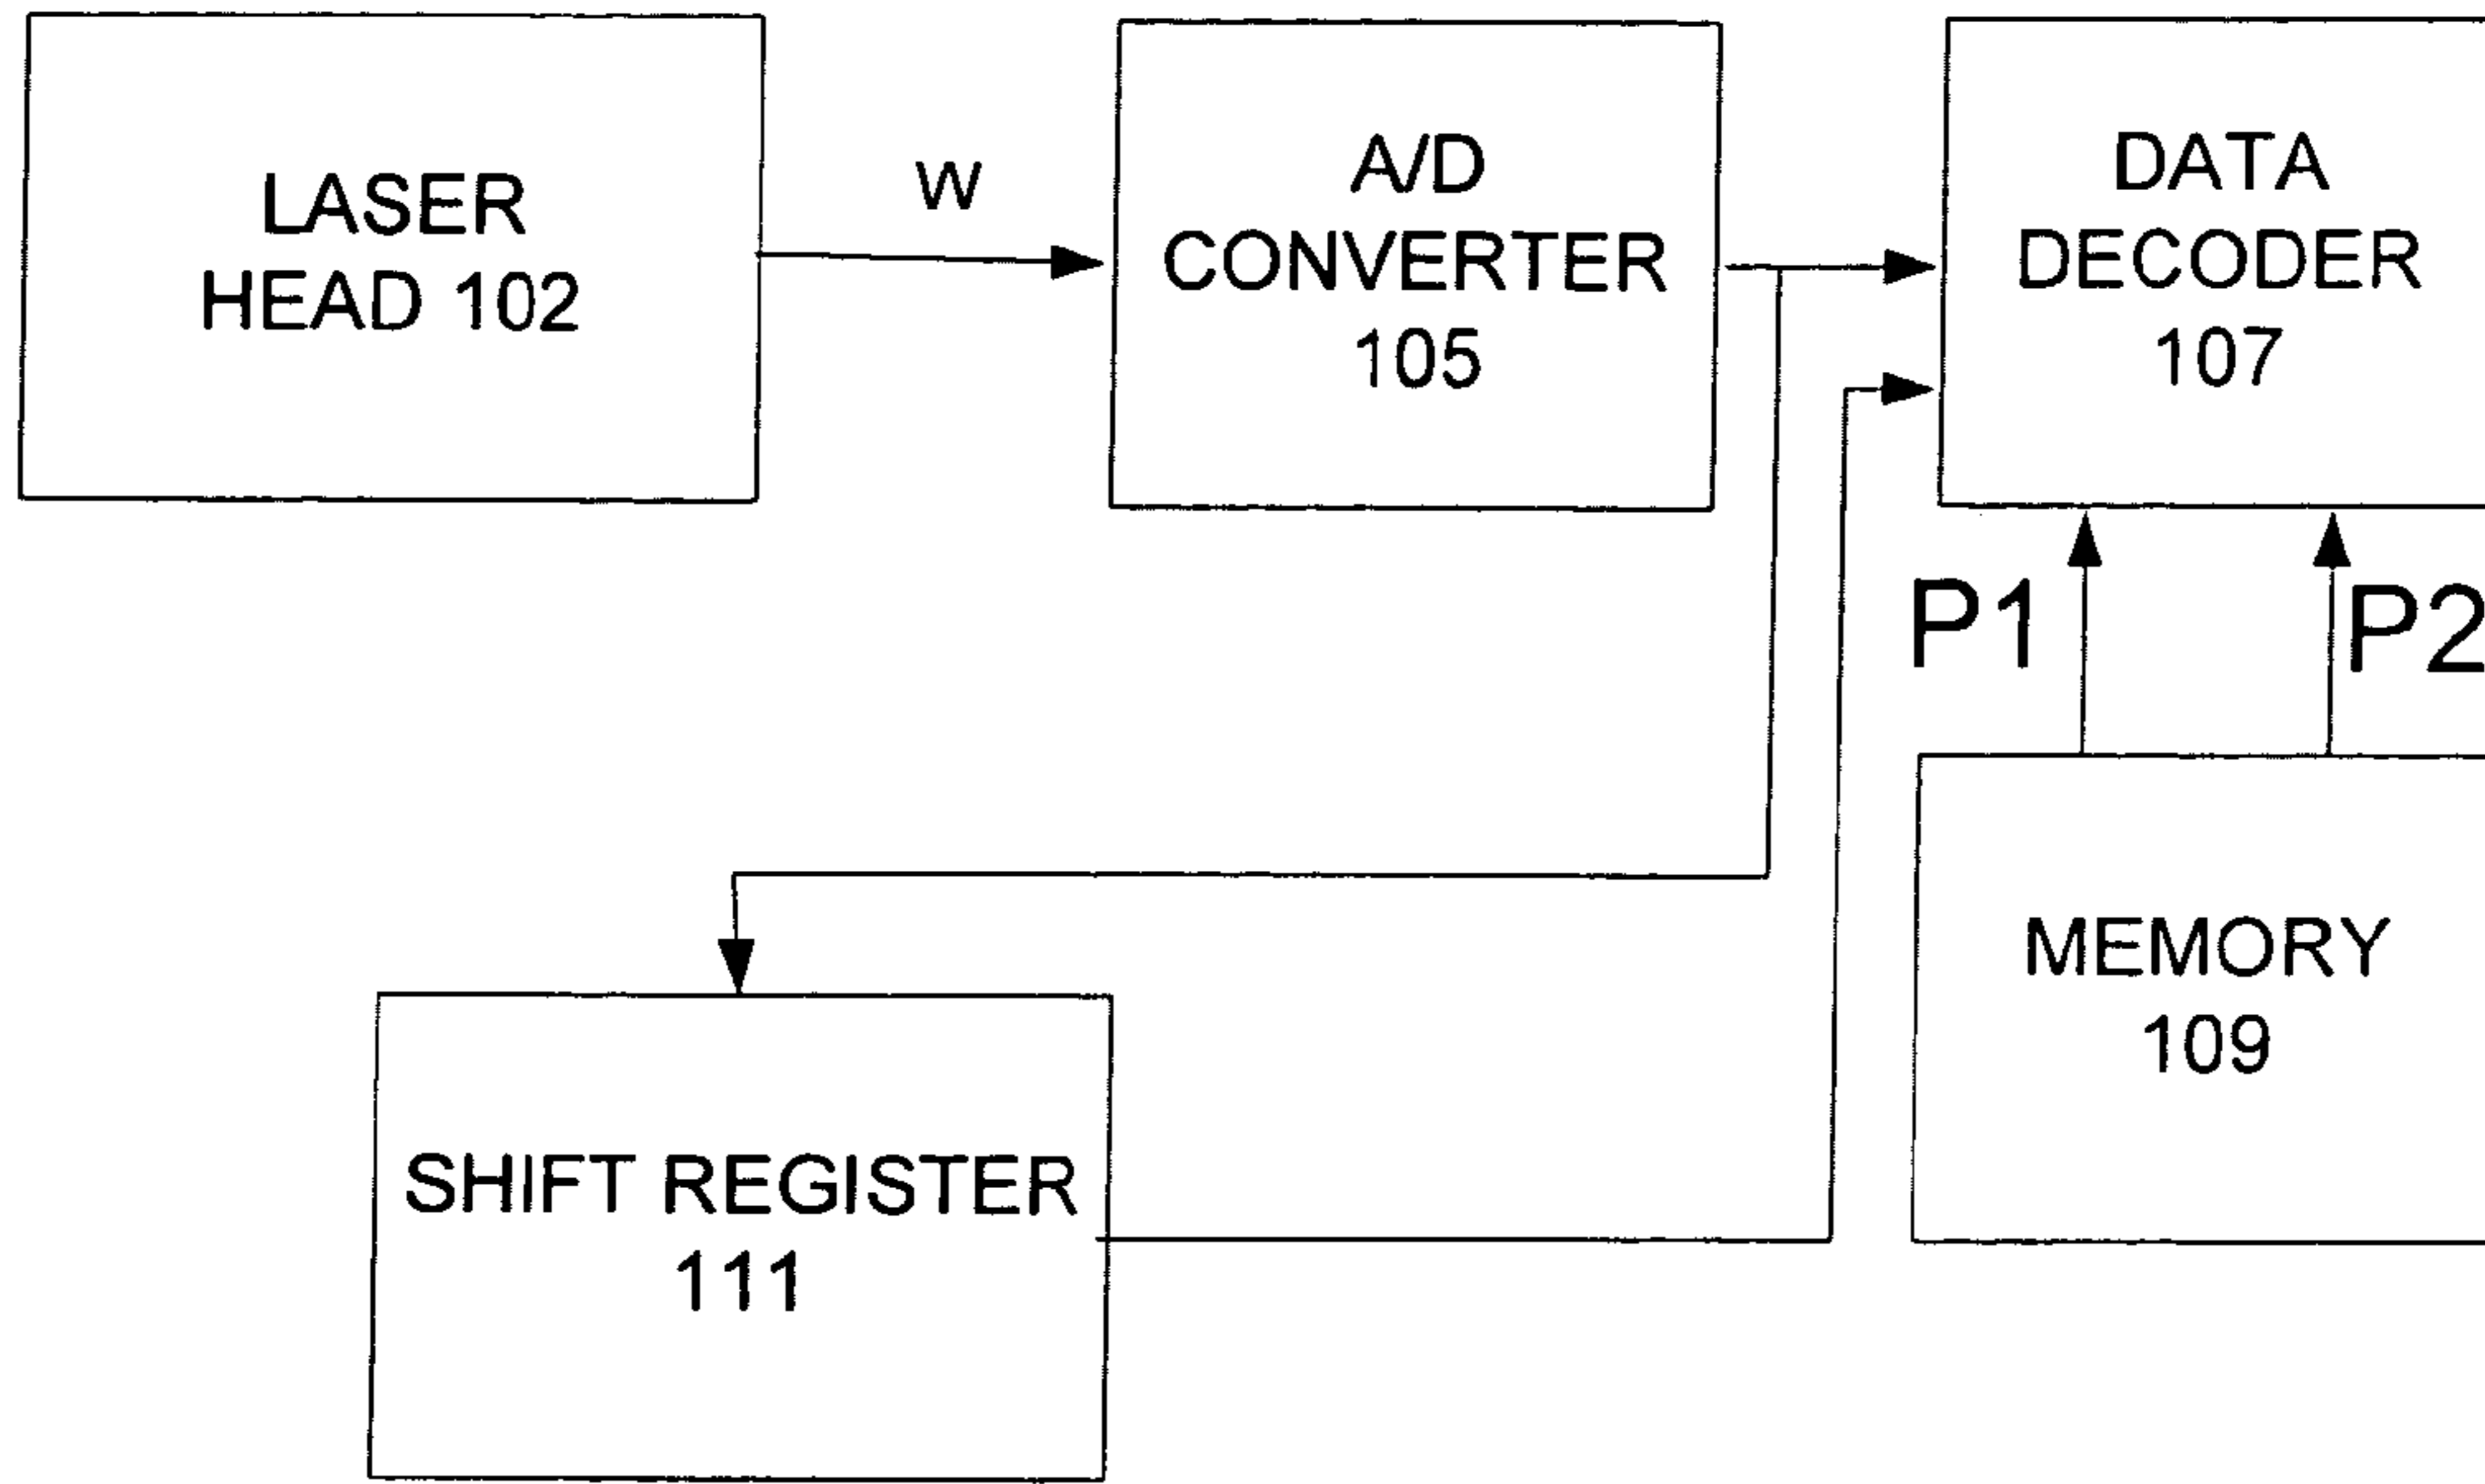 LASER
HEAD 102
W
A/D
CONVERTER
105
DATA
DECODER
107
P1
P2
MEMORY
109
SHIFT REGISTER
111